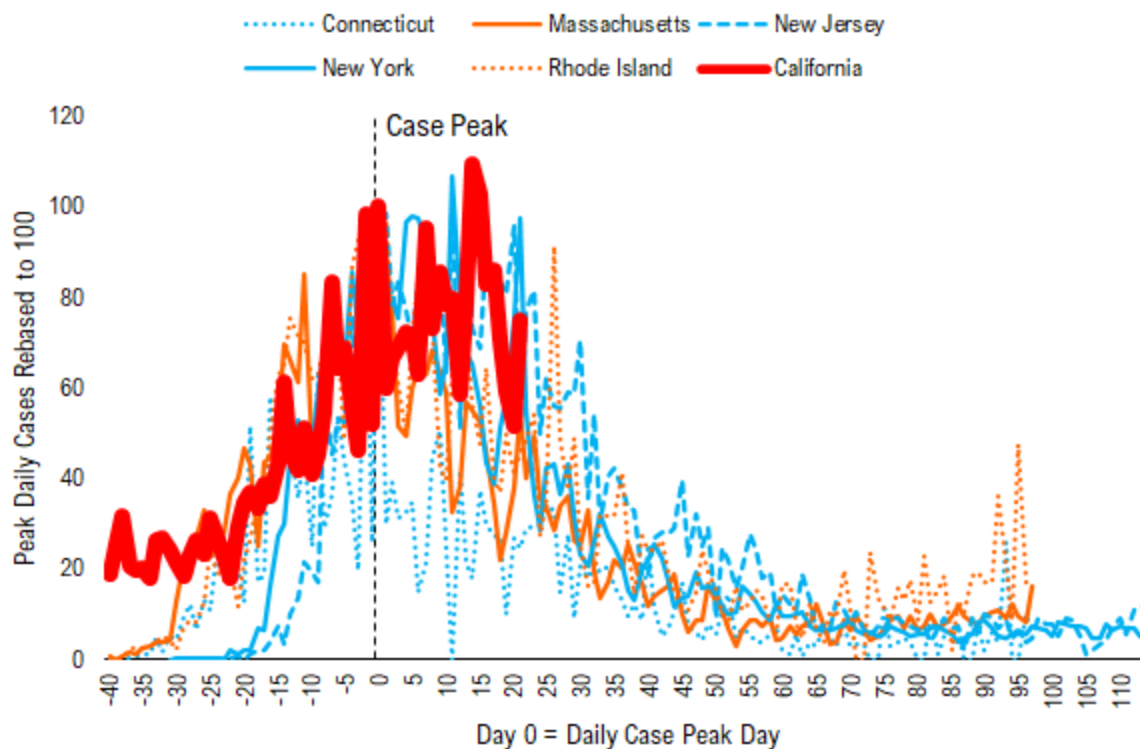 Connecticut Massachusetts New Jersey
New York Rhode Island California
Case Peak
Peak Daily Cases Rebased to 100
120
100
80
60
40
20
0
-40 -35 -30 -25 -20 -15 -10 -5 0 5 10 15 20 25 30 35 40 45 50 55 60 65 70 75 80 85 90 95 100 105 110
Day 0 = Daily Case Peak Day